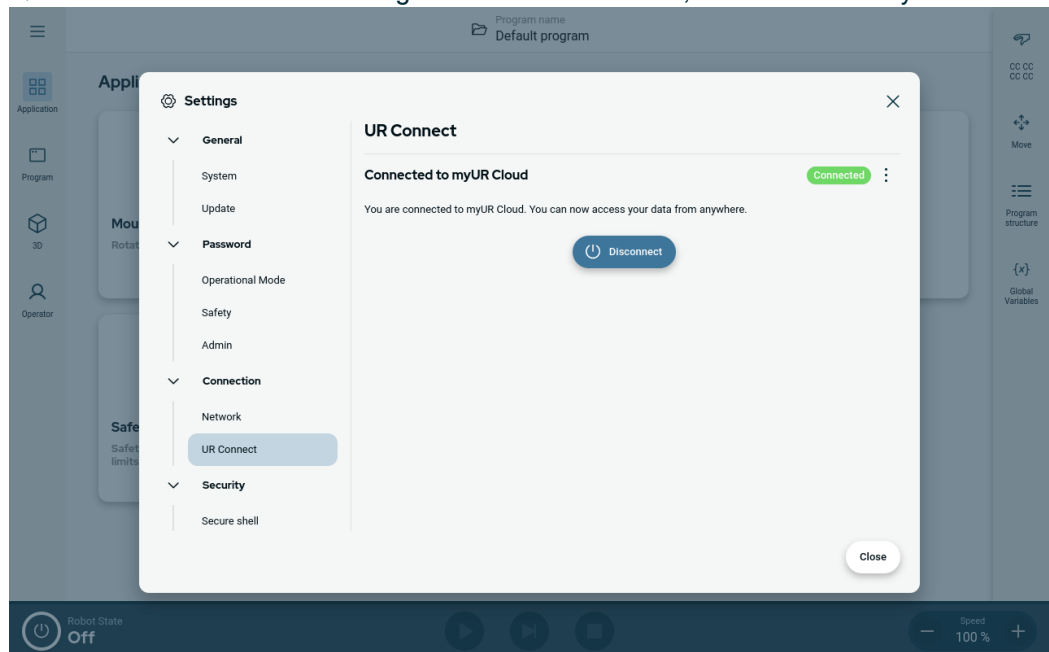 Program name
Default program
CC CC
CC CC
Appli
Application
Settings
General
UR Connect
Move
System
Connected to myUR Cloud
Connected
Program
Update
You are connected to myUR Cloud. You can now access your data from anywhere.
Program
structure
Mou
Rotat
Password
3D
Disconnect
Operational Mode
{x}
Global
Variables
Operator
Safety
Admin
Connection
Network
Safe
Safet
limits
UR Connect
Security
Secure shell
Close
Robot State
Off
Speed
100 %